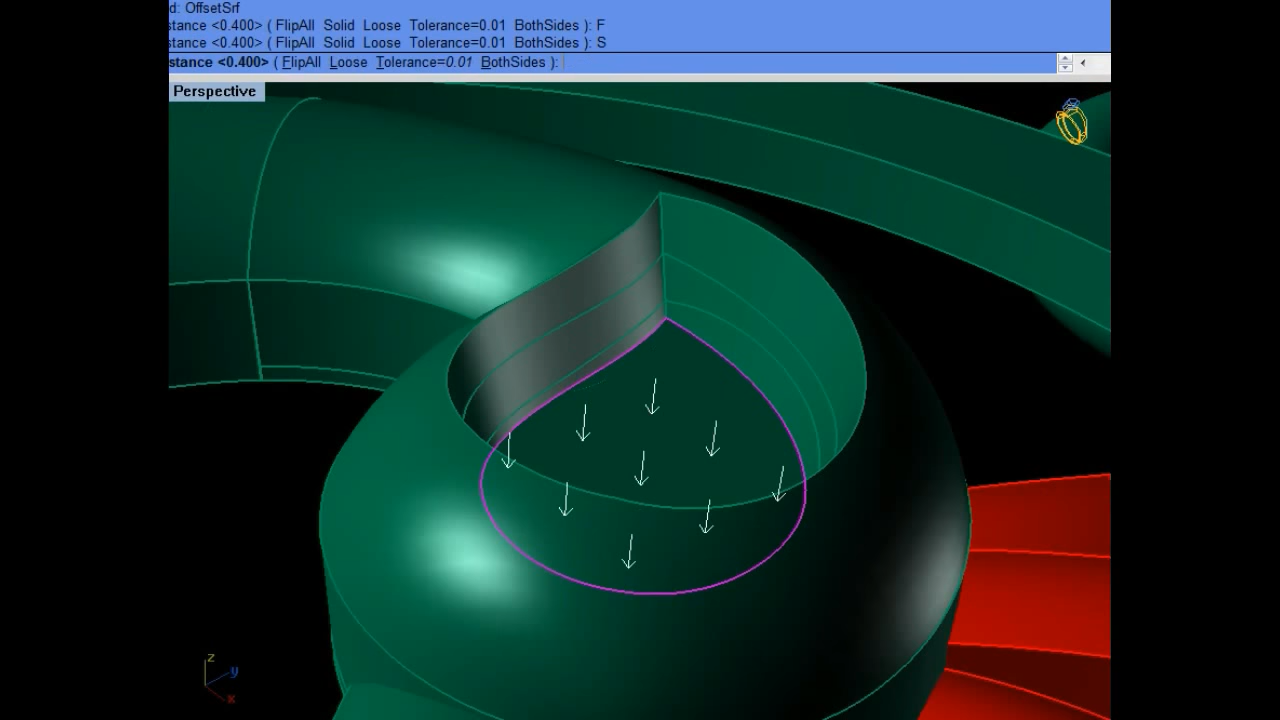 d: OffsetSrf
stance <0.400> ( FlipAll Solid Loose Tolerance=0.01 BothSides ): F
stance <0.400> ( FlipAll Solid Loose Tolerance=0.01 BothSides ): S
stance <0.400> ( FlipAll Loose Tolerance=0.01 BothSides ):
Perspective
z
y
x